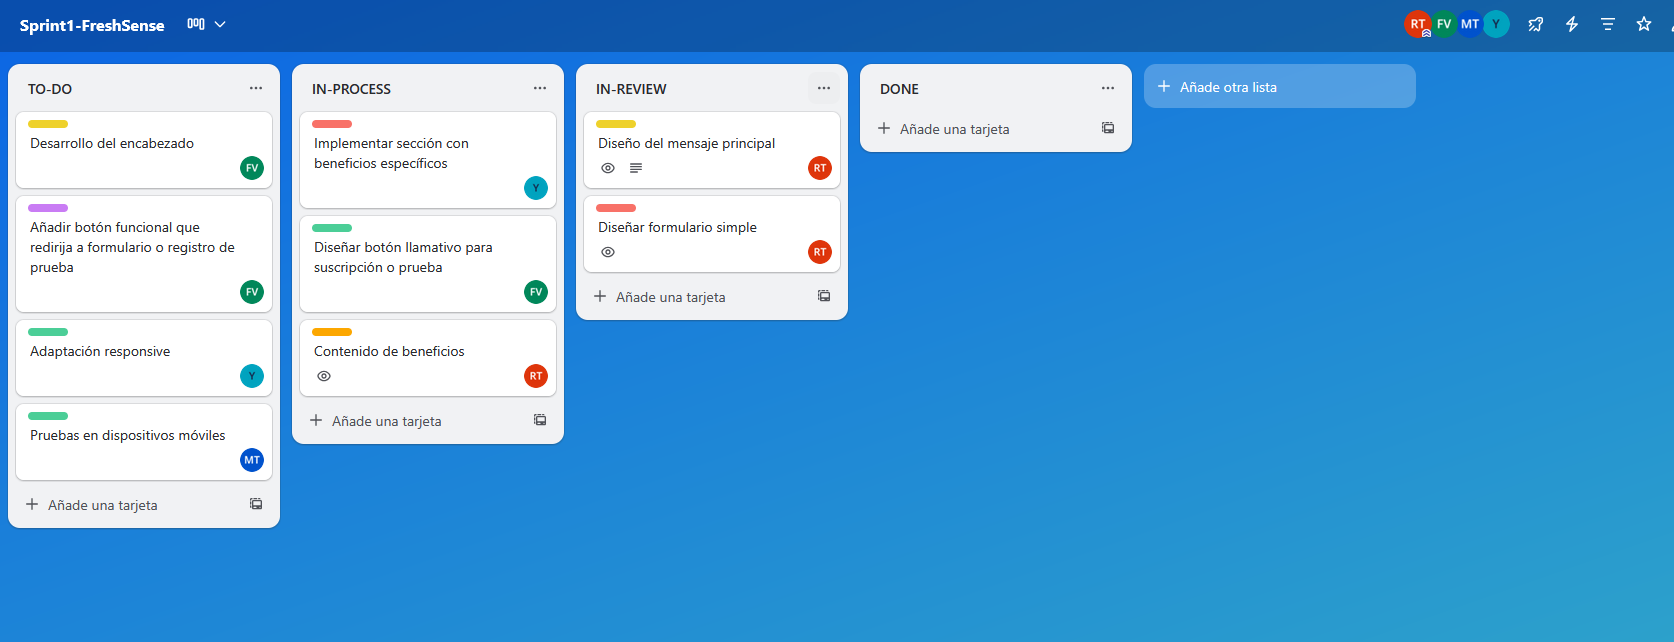 Sprint1-FreshSense
RT FV MT Y
TO-DO
Desarrollo del encabezado
FV
Añadir botón funcional que
redirija a formulario o registro de
prueba
FV
Adaptación responsive
Y
Pruebas en dispositivos móviles
MT
Añade una tarjeta
IN-PROCESS
Implementar sección con
beneficios específicos
Y
Diseñar botón llamativo para
suscripción o prueba
FV
Contenido de beneficios
RT
Añade una tarjeta
IN-REVIEW
Diseño del mensaje principal
RT
Diseñar formulario simple
RT
Añade una tarjeta
DONE
Añade una tarjeta
Añade otra lista